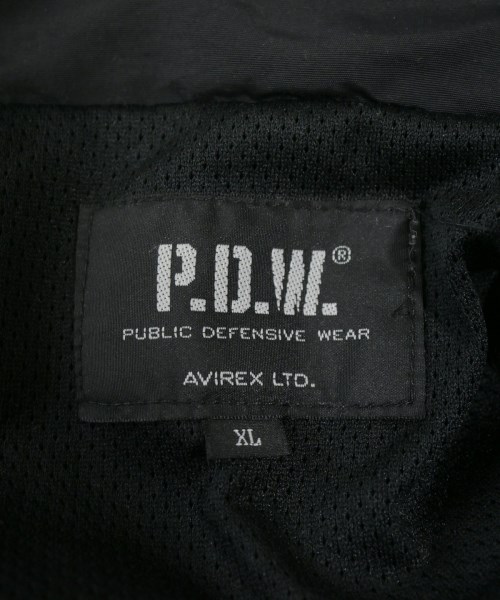 P.D.W.®
PUBLIC DEFENSIVE WEAR
AVIREX LTD.
XL